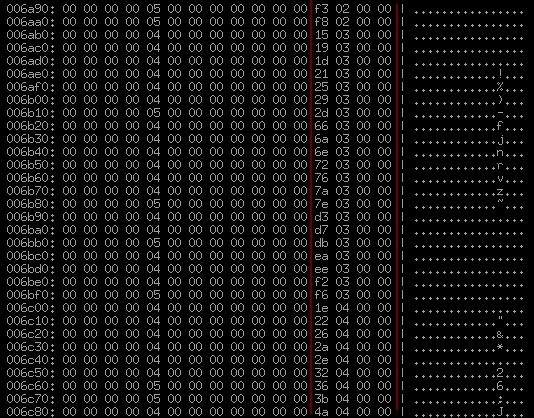 006a90: 00 00 00 00 05 00 00 00 00 00 00 00 f3 02 00 00 | ................
006aa0: 00 00 00 00 05 00 00 00 00 00 00 00 f8 02 00 00 | ................
006ab0: 00 00 00 00 04 00 00 00 00 00 00 00 15 03 00 00 | ................
006ac0: 00 00 00 00 04 00 00 00 00 00 00 00 19 03 00 00 | ................
006ad0: 00 00 00 00 04 00 00 00 00 00 00 00 1d 03 00 00 | ................
006ae0: 00 00 00 00 04 00 00 00 00 00 00 00 21 03 00 00 | ............!...
006af0: 00 00 00 00 04 00 00 00 00 00 00 00 25 03 00 00 | ............%...
006b00: 00 00 00 00 04 00 00 00 00 00 00 00 29 03 00 00 | ............)...
006b10: 00 00 00 00 05 00 00 00 00 00 00 00 2d 03 00 00 | ............-...
006b20: 00 00 00 00 04 00 00 00 00 00 00 00 66 03 00 00 | ............f...
006b30: 00 00 00 00 04 00 00 00 00 00 00 00 6a 03 00 00 | ............j...
006b40: 00 00 00 00 04 00 00 00 00 00 00 00 6e 03 00 00 | ............n...
006b50: 00 00 00 00 04 00 00 00 00 00 00 00 72 03 00 00 | ............r...
006b60: 00 00 00 00 04 00 00 00 00 00 00 00 76 03 00 00 | ............v...
006b70: 00 00 00 00 04 00 00 00 00 00 00 00 7a 03 00 00 | ............z...
006b80: 00 00 00 00 05 00 00 00 00 00 00 00 7e 03 00 00 | ............~...
006b90: 00 00 00 00 04 00 00 00 00 00 00 00 d3 03 00 00 | ................
006ba0: 00 00 00 00 04 00 00 00 00 00 00 00 d7 03 00 00 | ................
006bb0: 00 00 00 00 05 00 00 00 00 00 00 00 db 03 00 00 | ................
006bc0: 00 00 00 00 04 00 00 00 00 00 00 00 ea 03 00 00 | ................
006bd0: 00 00 00 00 04 00 00 00 00 00 00 00 ee 03 00 00 | ................
006be0: 00 00 00 00 04 00 00 00 00 00 00 00 f2 03 00 00 | ................
006bf0: 00 00 00 00 05 00 00 00 00 00 00 00 f6 03 00 00 | ................
006c00: 00 00 00 00 04 00 00 00 00 00 00 00 1e 04 00 00 | ................
006c10: 00 00 00 00 04 00 00 00 00 00 00 00 22 04 00 00 | ............"...
006c20: 00 00 00 00 04 00 00 00 00 00 00 00 26 04 00 00 | ............&...
006c30: 00 00 00 00 04 00 00 00 00 00 00 00 2a 04 00 00 | ............*...
006c40: 00 00 00 00 04 00 00 00 00 00 00 00 2e 04 00 00 | ................
006c50: 00 00 00 00 04 00 00 00 00 00 00 00 32 04 00 00 | ............2...
006c60: 00 00 00 00 05 00 00 00 00 00 00 00 36 04 00 00 | ............6...
006c70: 00 00 00 00 05 00 00 00 00 00 00 00 3b 04 00 00 | ............;...
006c80: 00 00 00 00 04 00 00 00 00 00 00 00 4a 04 00 00 | ............J...